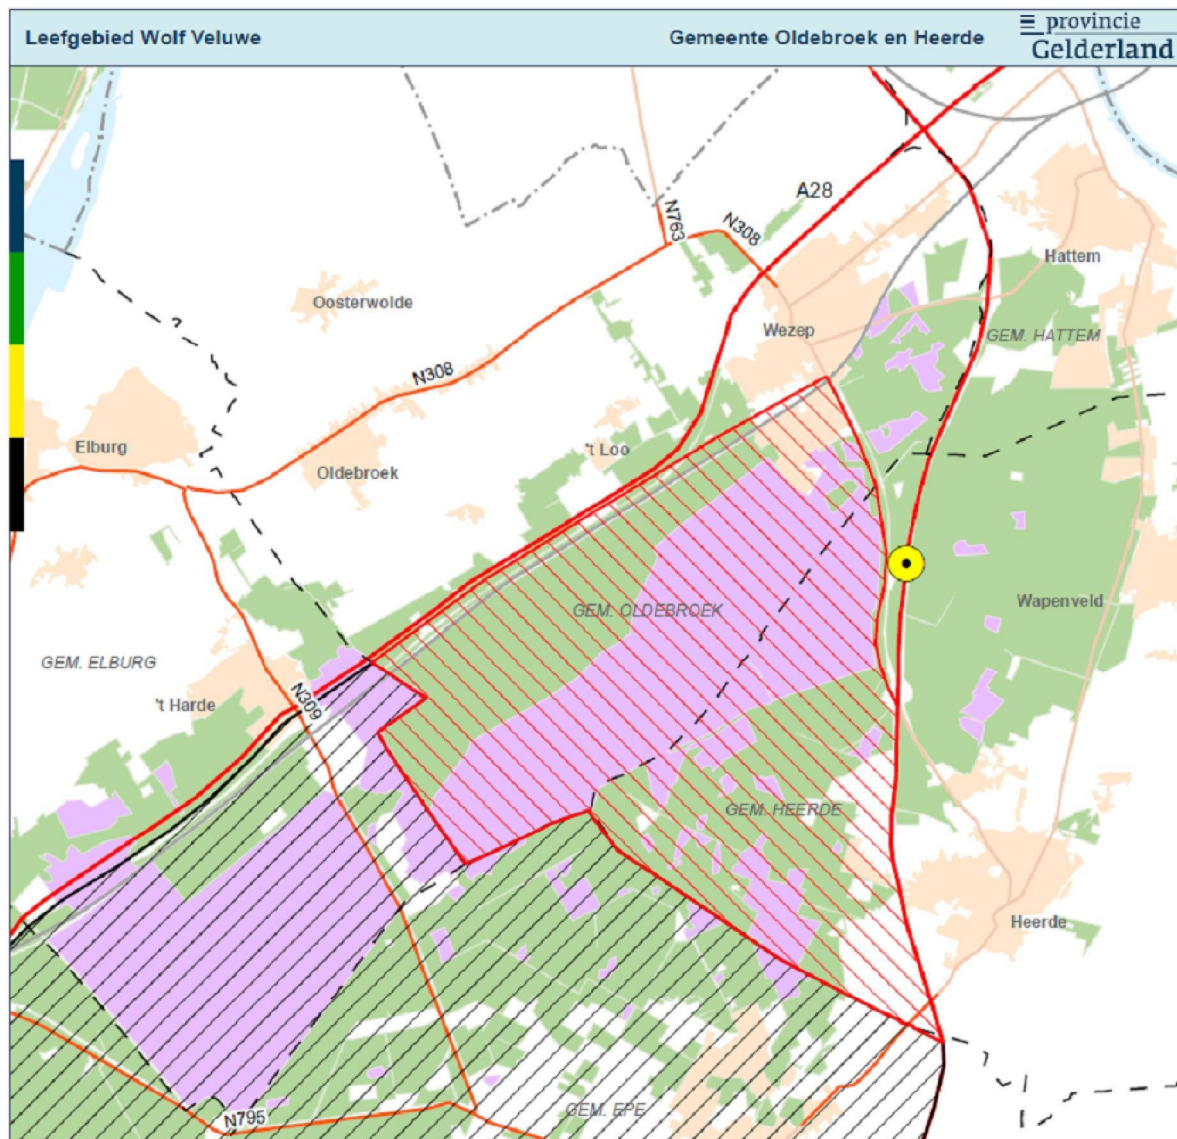 Leefgebied Wolf Veluwe
Gemeente Oldebroek en Heerde
provincie
Gelderland
A28
N763
N308
Hattem
Oosterwolde
Wezep
GEM. HATTEM
N308
Elburg
't Loo
Oldebroek
GEM. OLDEBROEK
Wapenveld
GEM. ELBURG
't Harde
N309
GEM. HEERDE
Heerde
N795
GEM. EPE